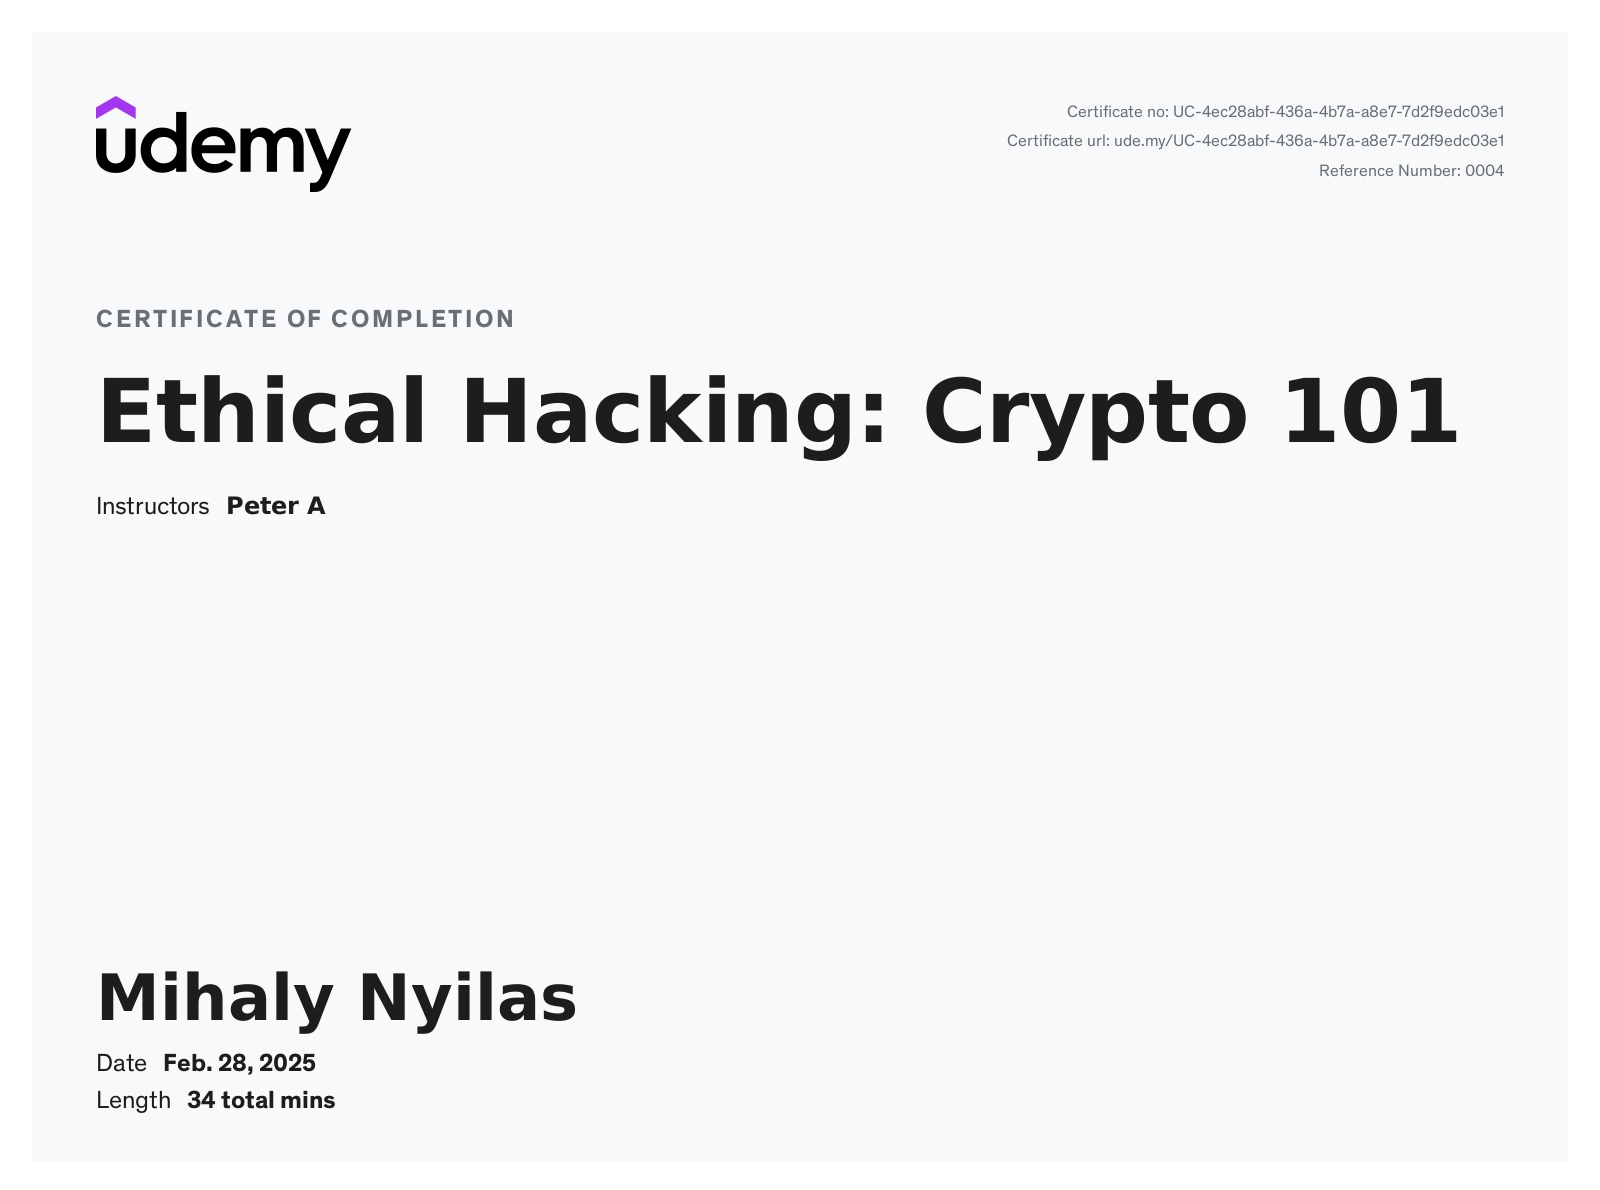 udemy
Certificate no: UC-4ec28abf-436a-4b7a-a8e7-7d2f9edc03e1
Certificate url: ude.my/UC-4ec28abf-436a-4b7a-a8e7-7d2f9edc03e1
Reference Number: 0004
CERTIFICATE OF COMPLETION
Ethical Hacking: Crypto 101
Instructors Peter A
Mihaly Nyilas
Date Feb. 28, 2025
Length 34 total mins